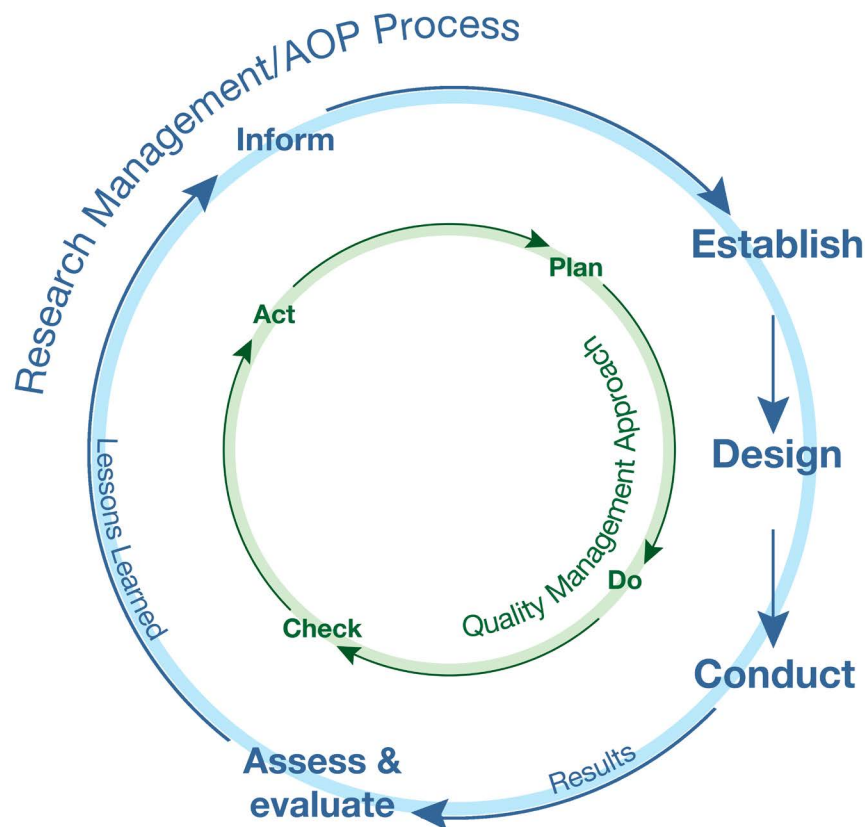 Research Management/AOP Process
Inform
Establish
Design
Conduct
Results
Assess &
evaluate
Lessons Learned
Plan
Do
Check
Act
Quality Management Approach